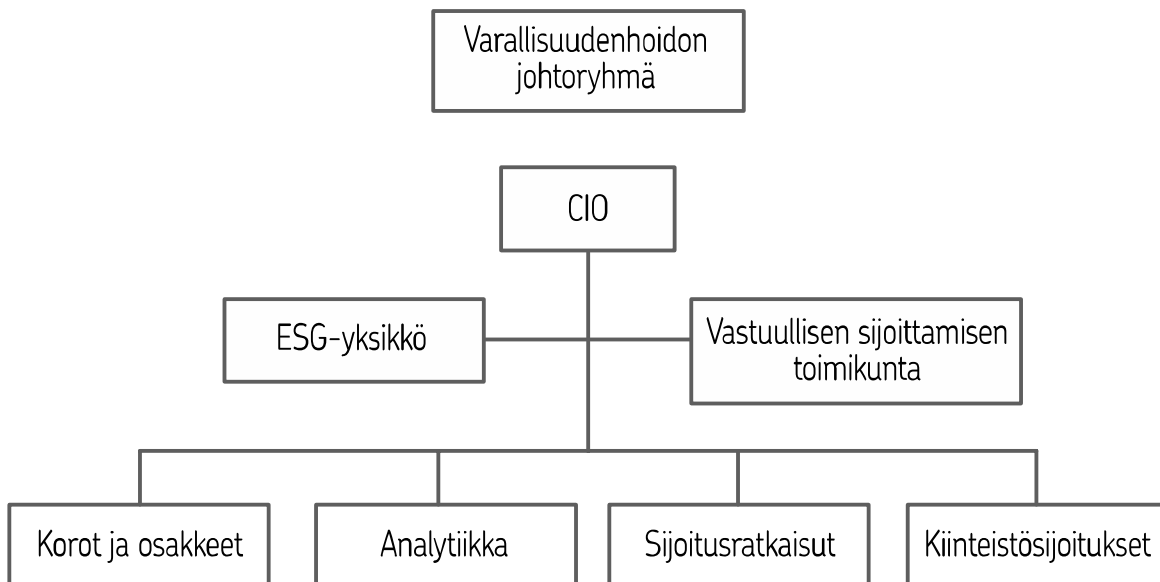 Varallisuudenhoidon
johtoryhmä
CIO
ESG-yksikkö
Vastuullisen sijoittamisen
toimikunta
Korot ja osakkeet
Analytiikka
Sijoitusratkaisut
Kiinteistösijoitukset